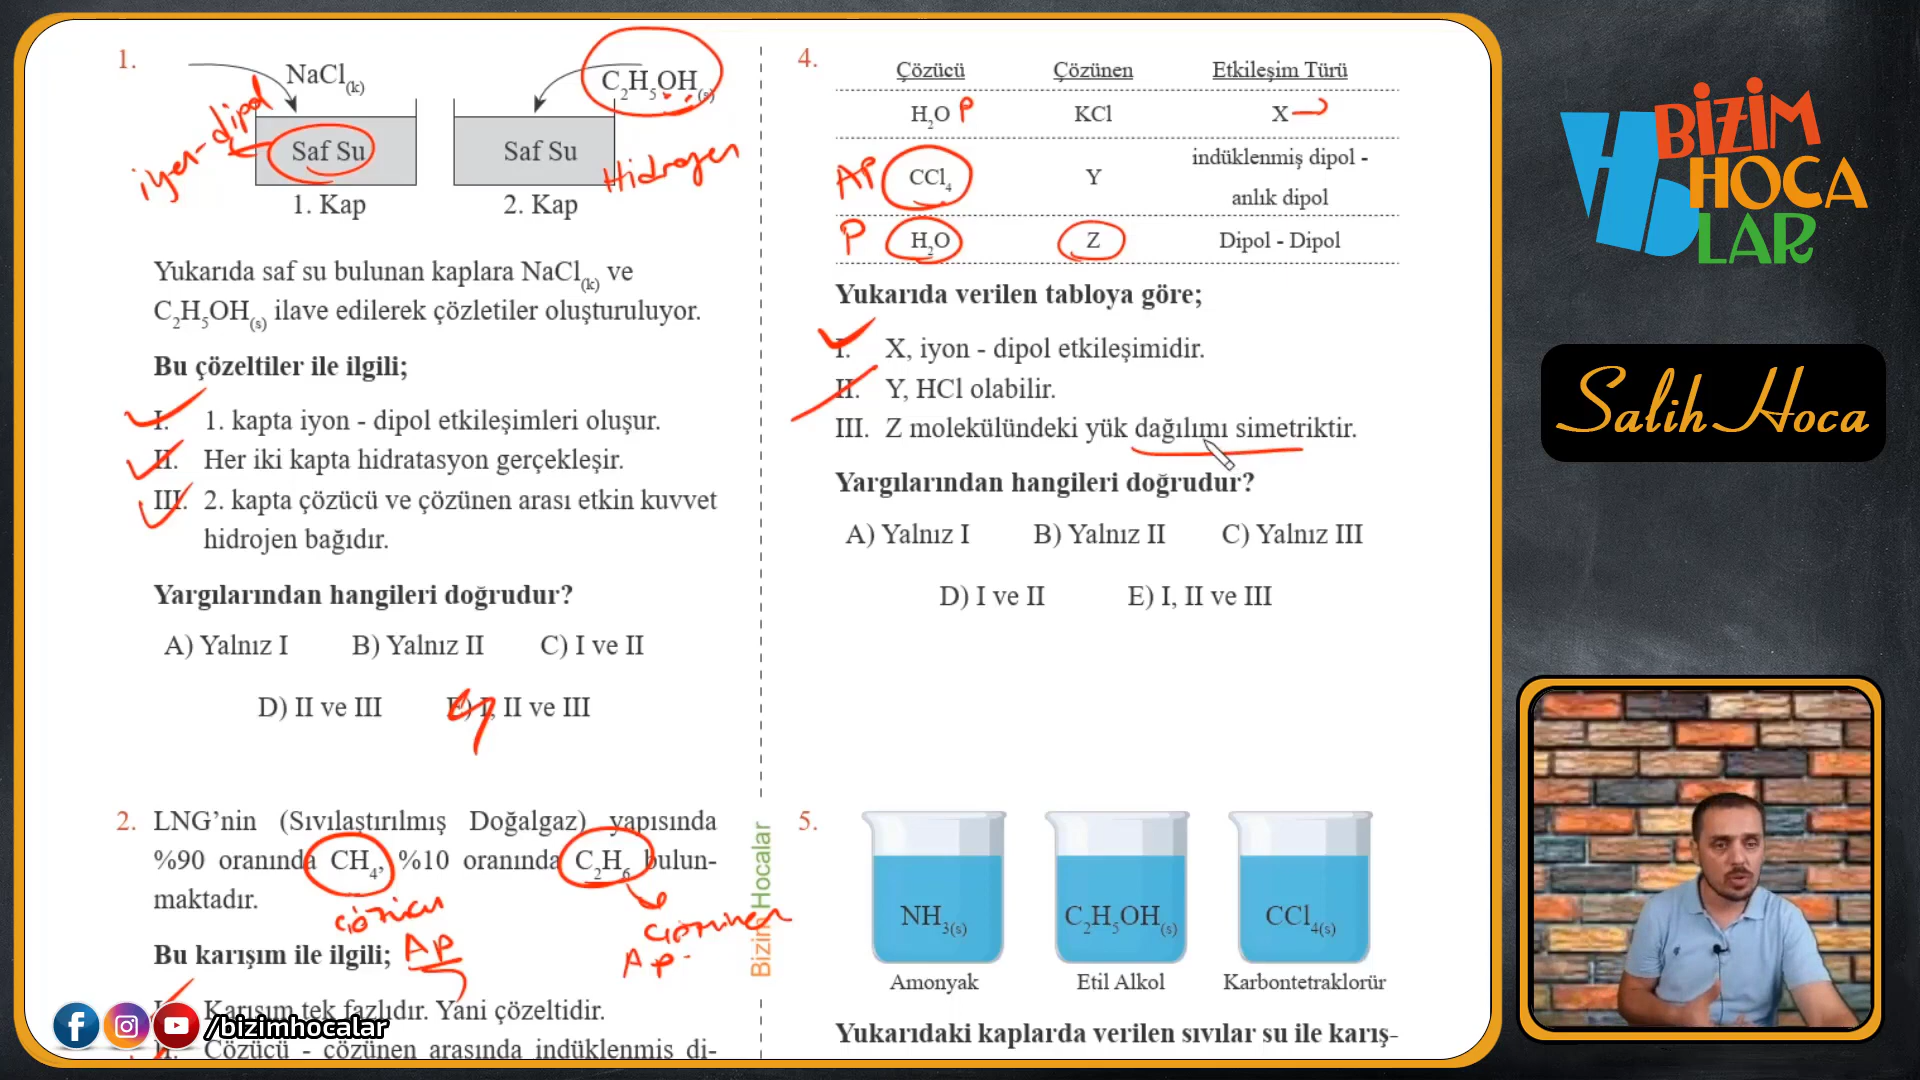 1.
NaCl(k)
C2H5OH(s)
iyon-dipol
Saf Su
Saf Su
Hidrojen
1. Kap
2. Kap
Yukarıda saf su bulunan kaplara NaCl(k) ve
C2H5OH(s) ilave edilerek çözletiler oluşturuluyor.
Bu çözeltiler ile ilgili;
I. 1. kapta iyon - dipol etkileşimleri oluşur.
II. Her iki kapta hidratasyon gerçekleşir.
III. 2. kapta çözücü ve çözünen arası etkin kuvvet
hidrojen bağıdır.
Yargılarından hangileri doğrudur?
A) Yalnız I B) Yalnız II C) I ve II
D) II ve III E) I, II ve III
2. LNG'nin (Sıvılaştırılmış Doğalgaz) yapısında
%90 oranında CH4, %10 oranında C2H6 bulun-
maktadır.
çözücü
çözünen
AP
AP
Bu karışım ile ilgili;
I. Karışım tek fazlıdır. Yani çözeltidir.
II. Çözücü - çözünen arasında indüklenmiş di-
Bizim Hocalar
4.
Çözücü Çözünen Etkileşim Türü
H2O P KCl X
AP CCl4 Y indüklenmiş dipol -
anlık dipol
P H2O Z Dipol - Dipol
Yukarıda verilen tabloya göre;
I. X, iyon - dipol etkileşimidir.
II. Y, HCl olabilir.
III. Z molekülündeki yük dağılımı simetriktir.
Yargılarından hangileri doğrudur?
A) Yalnız I B) Yalnız II C) Yalnız III
D) I ve II E) I, II ve III
5.
NH3(s) C2H5OH(s) CCl4(s)
Amonyak Etil Alkol Karbontetraklorür
Yukarıdaki kaplarda verilen sıvılar su ile karış-
BİZİM
HOCA
LAR
Salih Hoca
/bizimhocalar